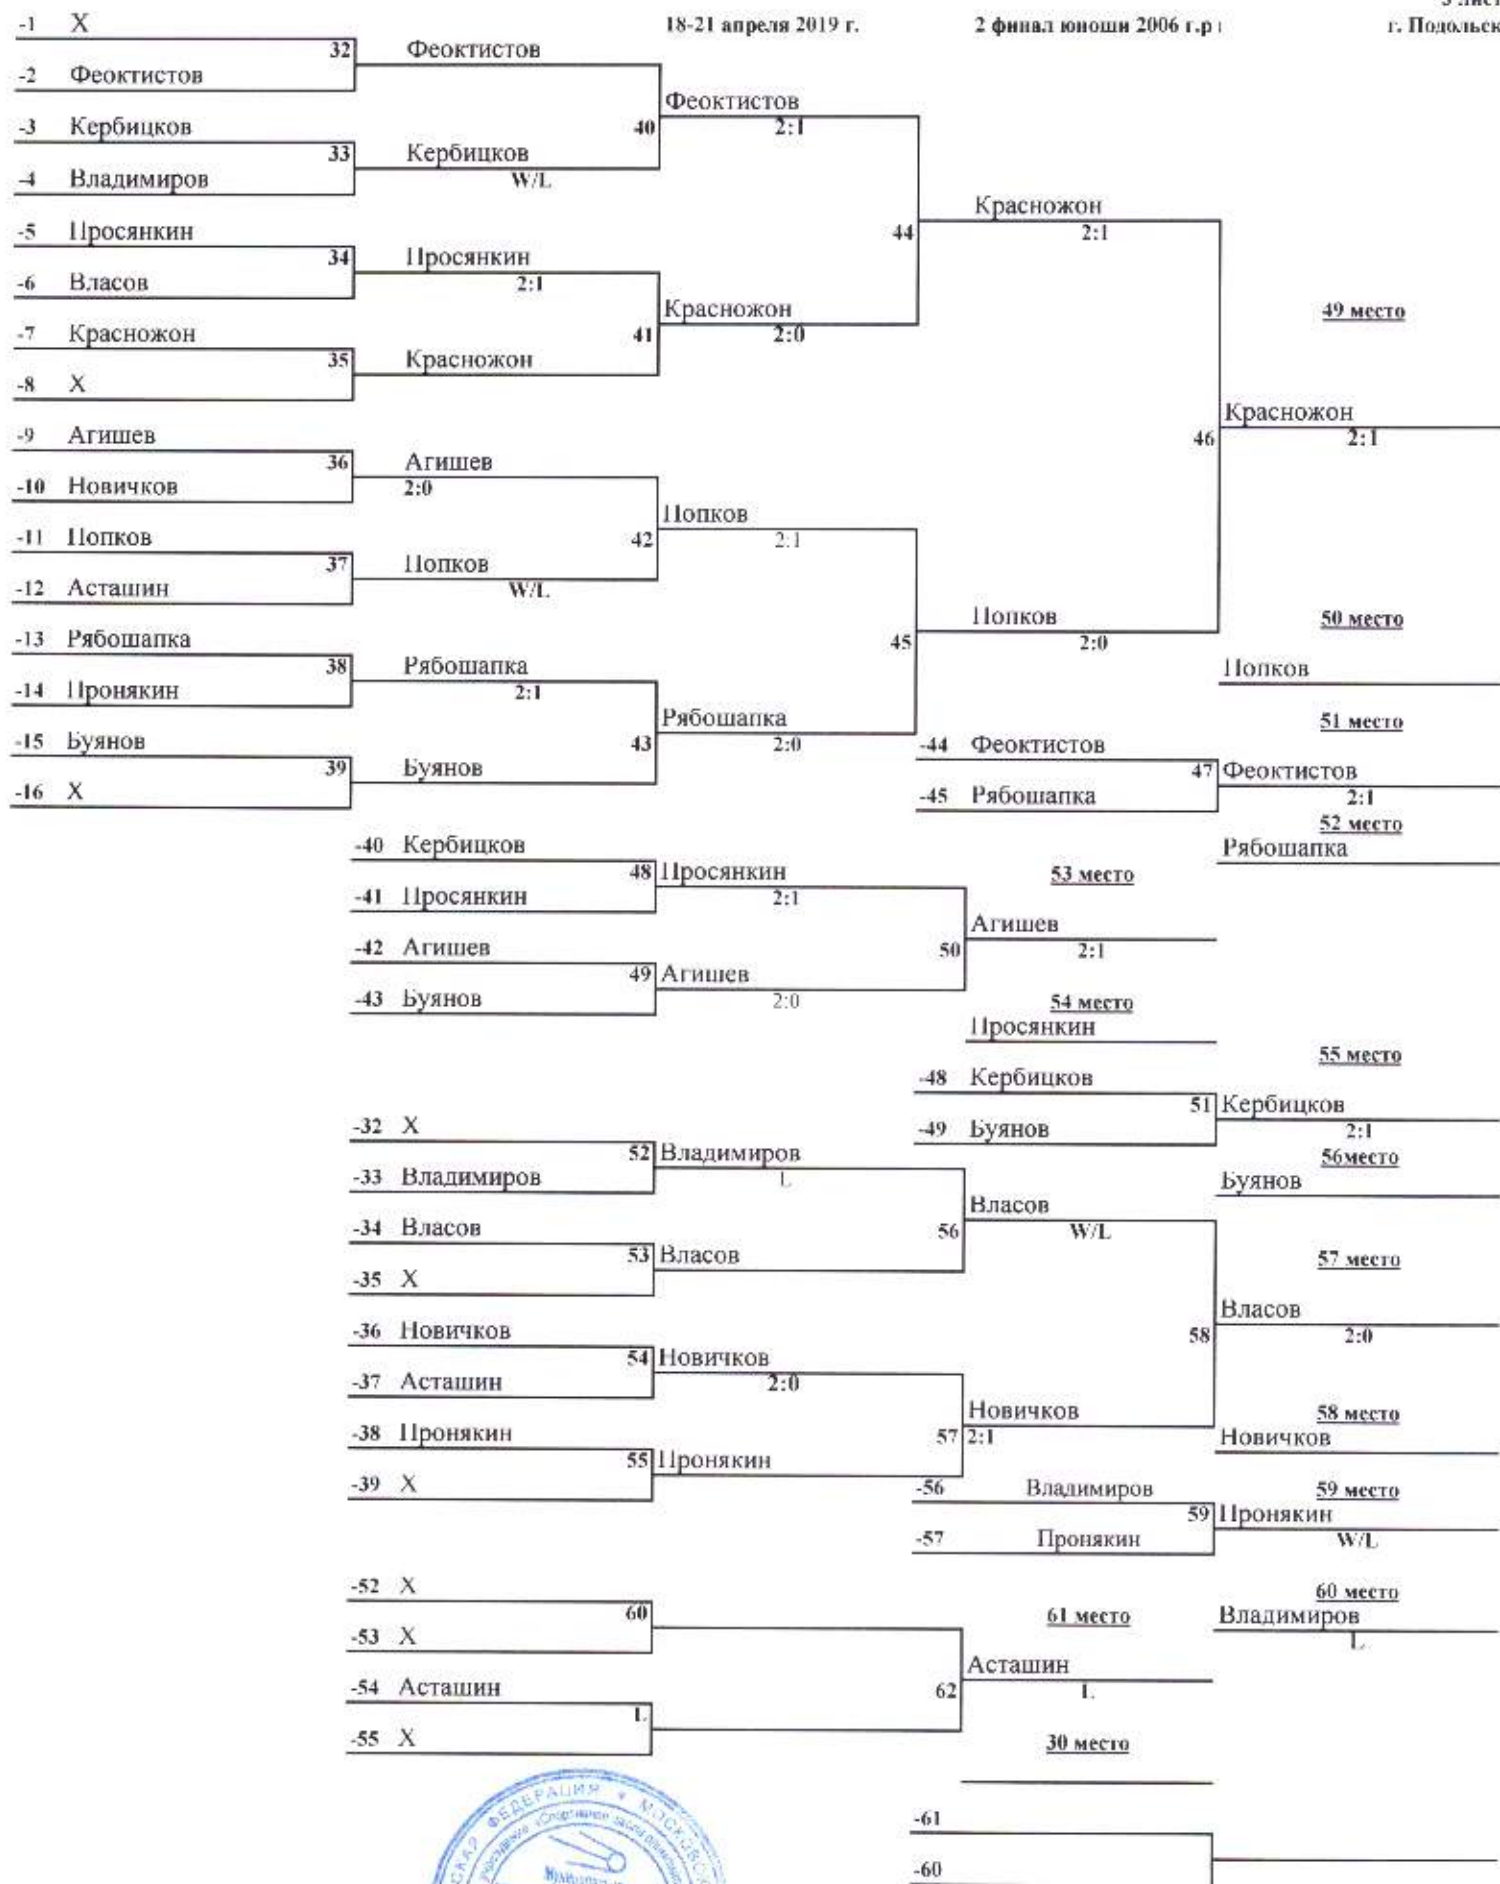 18-21 апреля 2019 г. 2 финал юноши 2006 г.р г. Подольск
-1 X
32 Феоктистов
-2 Феоктистов
Феоктистов
-3 Кербицков
40 2:1
33 Кербицков
W/L
-4 Владимиров
Красножон
-5 Просянкин
44 2:1
34 Просянкин
2:1
-6 Власов
Красножон
49 место
-7 Красножон
41 2:0
35 Красножон
-8 X
Красножон
-9 Агишев
46 2:1
36 Агишев
2:0
-10 Новичков
Попков
-11 Попков
42 2:1
37 Попков
W/L
-12 Асташин
Попков
50 место
-13 Рябошапка
45 2:0
38 Рябошапка
2:1
Попков
-14 Пронякин
Рябошапка
51 место
-15 Буянов
43 2:0
-44 Феоктистов
39 Буянов
47 Феоктистов
-16 X
-45 Рябошапка
2:1
52 место
-40 Кербицков
Рябошапка
48 Просянкин
53 место
-41 Просянкин
2:1
Агишев
-42 Агишев
50 2:1
49 Агишев
-43 Буянов
2:0
54 место
Просянкин
55 место
-48 Кербицков
51 Кербицков
-32 X
-49 Буянов
2:1
52 Владимиров
56место
-33 Владимиров
L
Буянов
Власов
-34 Власов
56 W/L
53 Власов
57 место
-35 X
Власов
-36 Новичков
58 2:0
54 Новичков
-37 Асташин
2:0
Новичков
58 место
-38 Пронякин
57 2:1
Новичков
55 Пронякин
-39 X
-56 Владимиров
59 место
59 Пронякин
-57 Пронякин
W/L
-52 X
60 место
60
61 место
Владимиров
-53 X
L
Асташин
-54 Асташин
62 L
L
-55 X
30 место
-61
-60
ФЕДЕРАЦИЯ